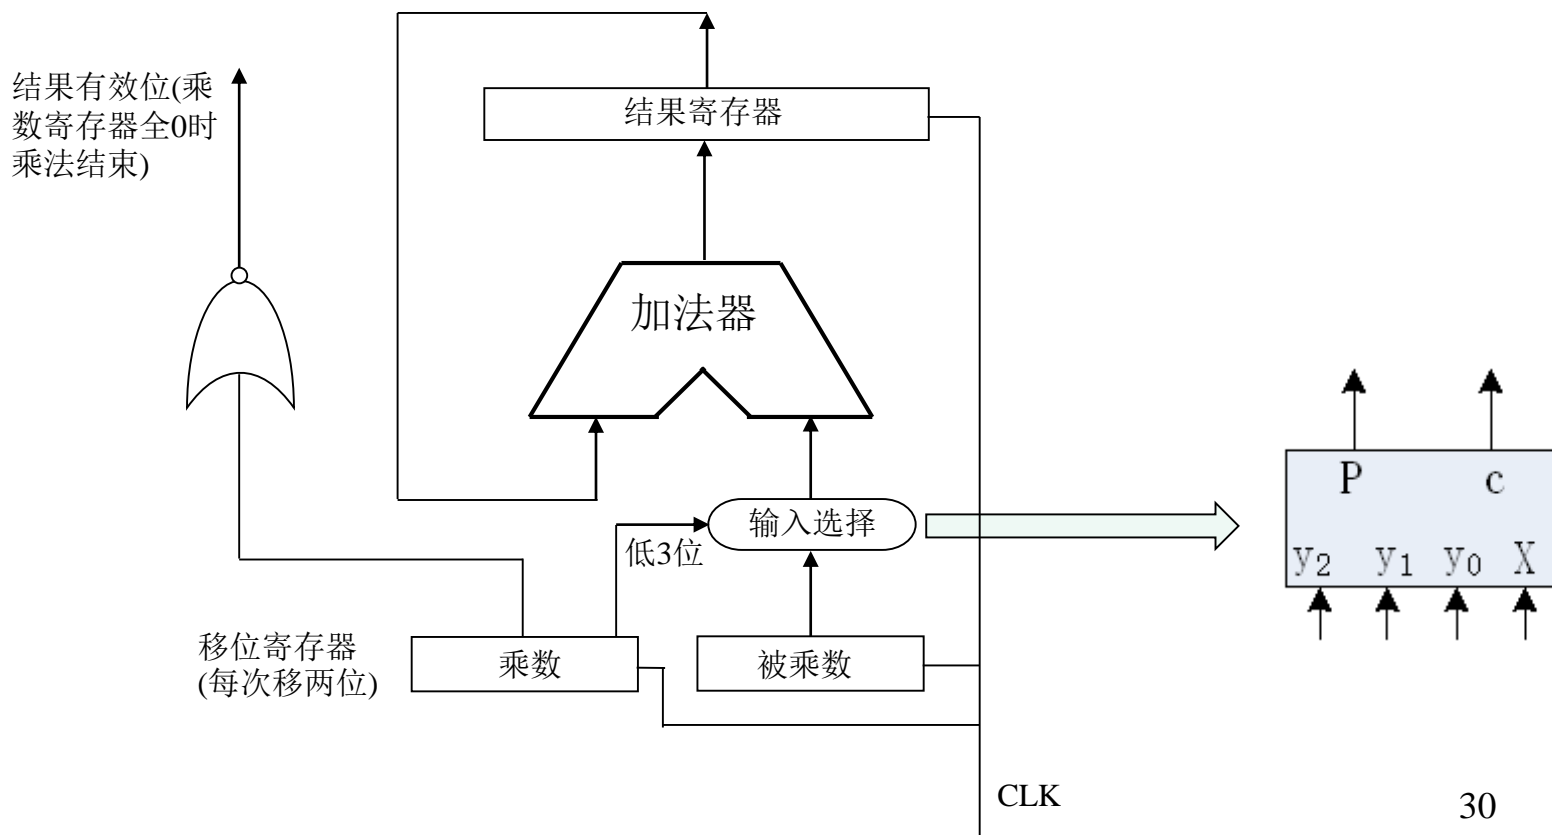 结果有效位(乘
数寄存器全0时
乘法结束)
结果寄存器
加法器
输入选择
低3位
移位寄存器
(每次移两位)
乘数
被乘数
CLK
P c
y₂ y₁ y₀ X
30